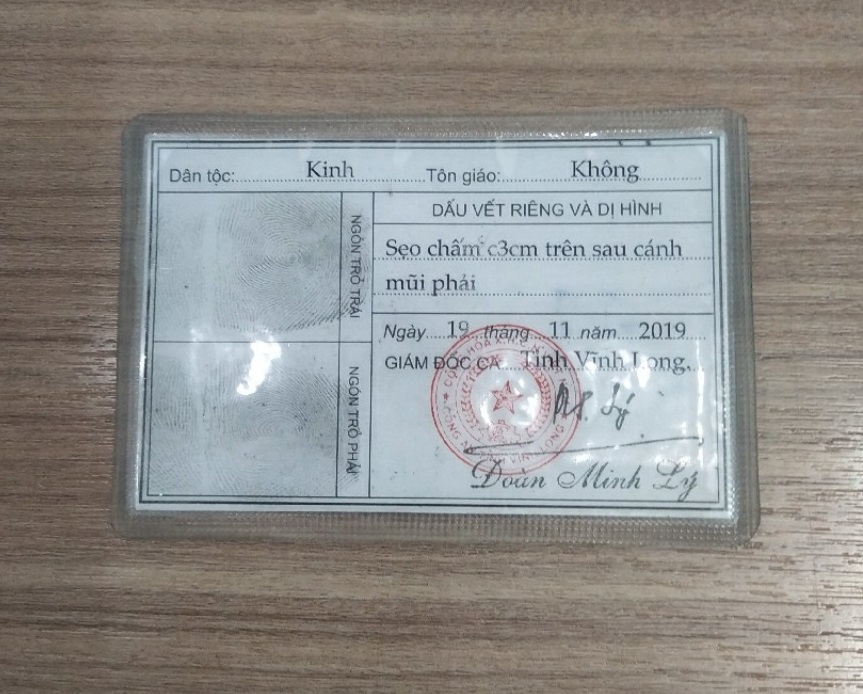 Dân tộc: Kinh Tôn giáo: Không
NGÓN TRỎ TRÁI
DẤU VẾT RIÊNG VÀ DỊ HÌNH
Sẹo chấm c3cm trên sau cánh
mũi phải
NGÓN TRỎ PHẢI
Ngày 19 tháng 11 năm 2019
GIÁM ĐỐC CA Tỉnh Vĩnh Long
Đoàn Minh Lý